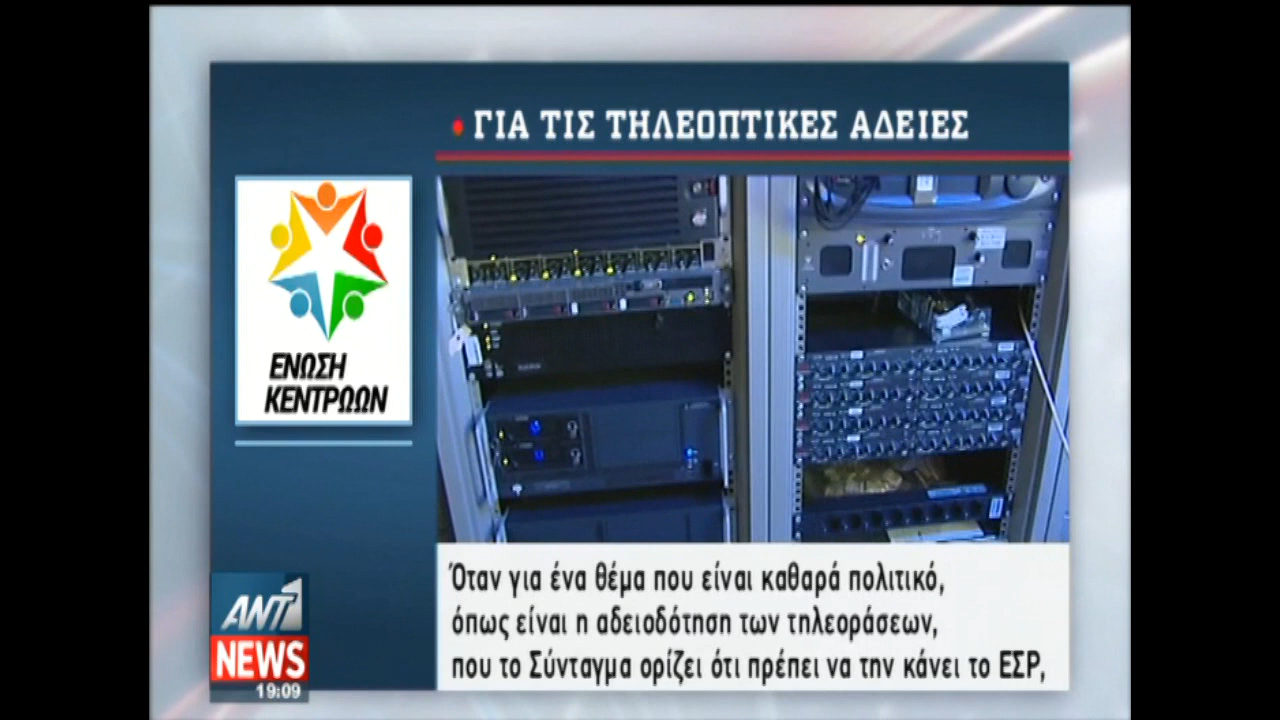 • ΓΙΑ ΤΙΣ ΤΗΛΕΟΠΤΙΚΕΣ ΑΔΕΙΕΣ
ΕΝΩΣΗ
ΚΕΝΤΡΩΩΝ
Όταν για ένα θέμα που είναι καθαρά πολιτικό,
όπως είναι η αδειοδότηση των τηλεοράσεων,
που το Σύνταγμα ορίζει ότι πρέπει να την κάνει το ΕΣΡ,
ΑΝΤ1
NEWS
19:09